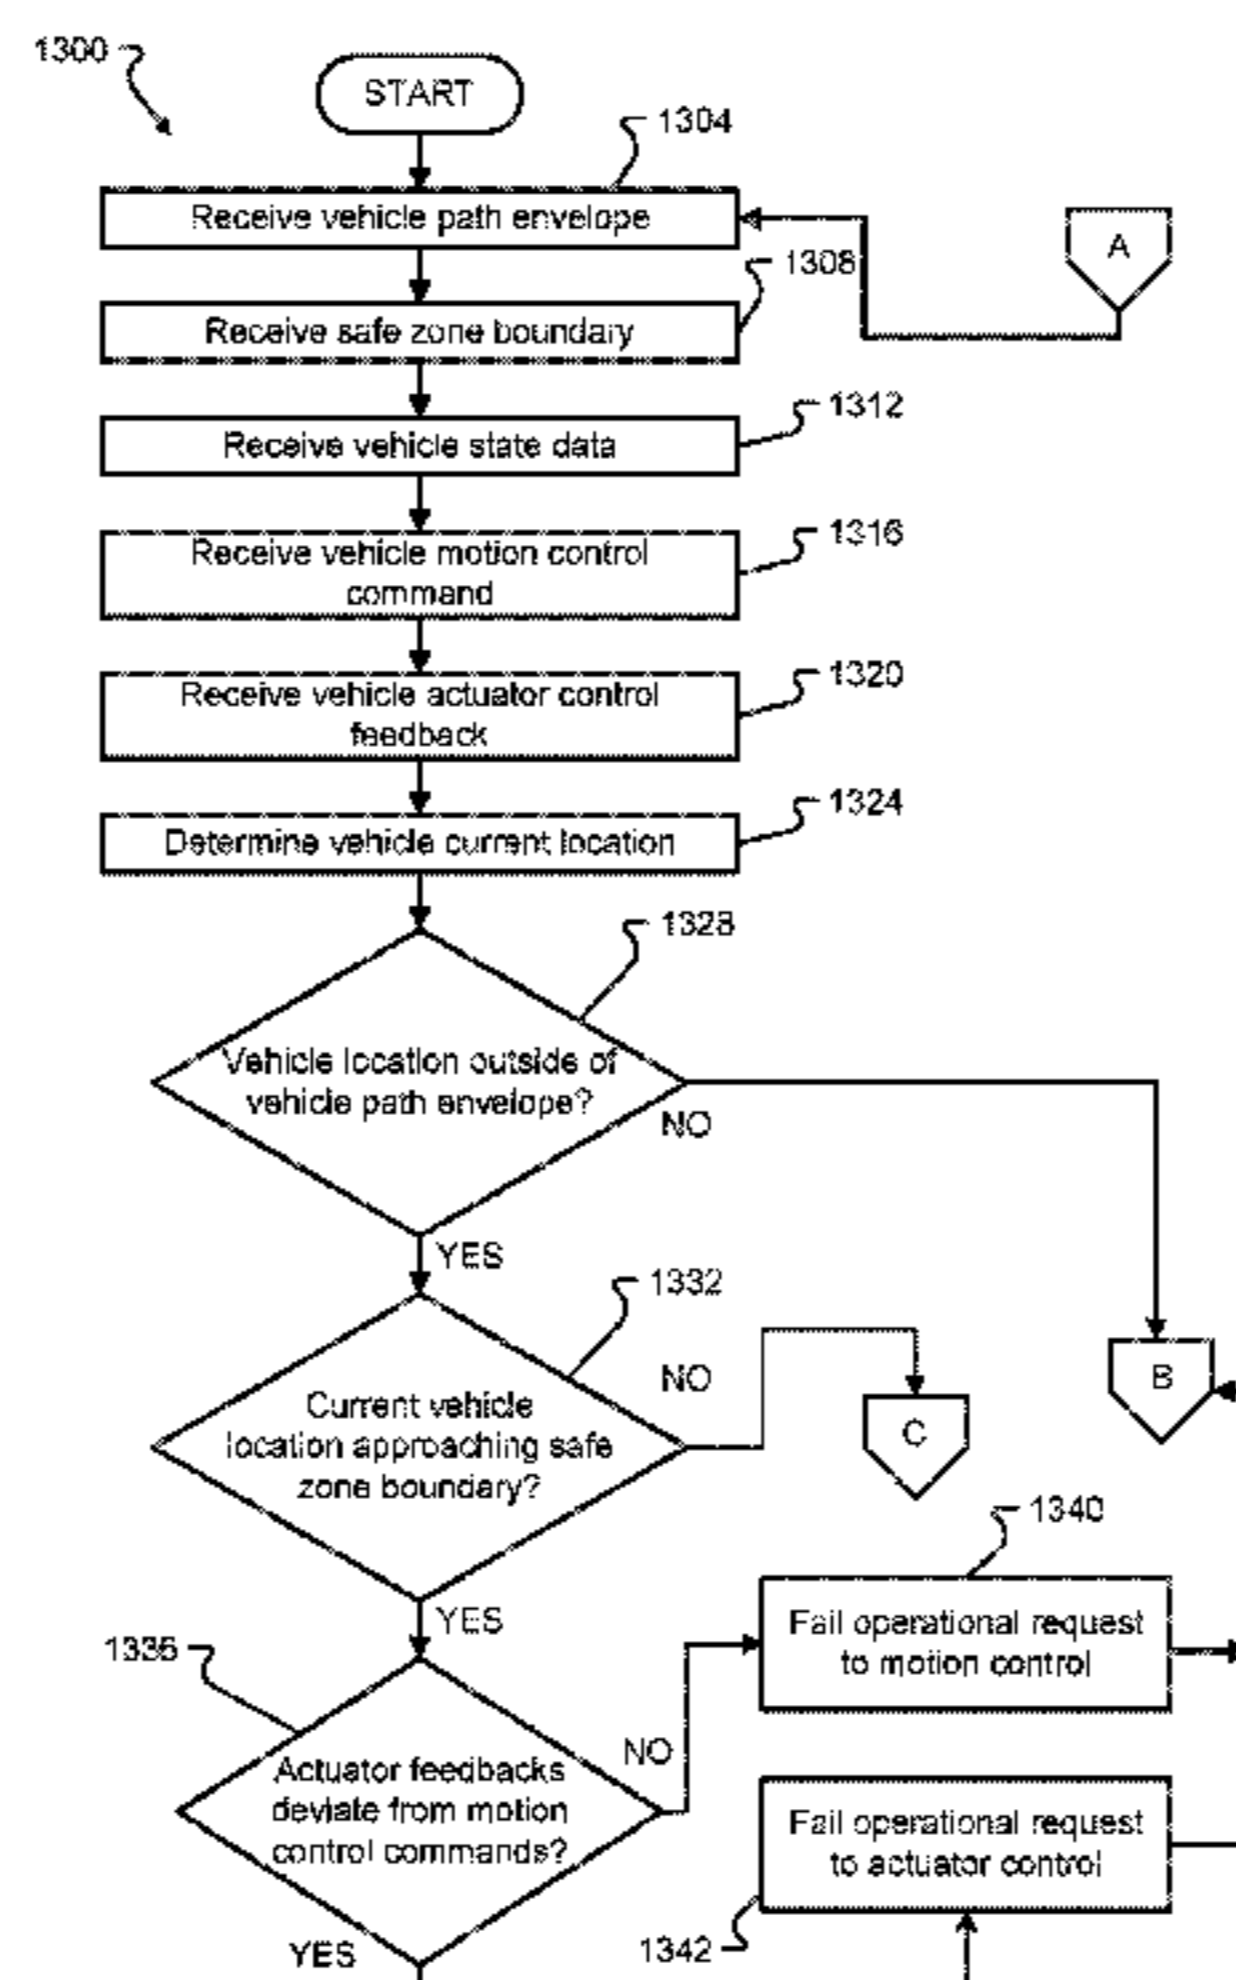 1300
START
1304
Receive vehicle path envelope
A
1308
Receive safe zone boundary
1312
Receive vehicle state data
1316
Receive vehicle motion control
command
1320
Receive vehicle actuator control
feedback
1324
Determine vehicle current location
1328
Vehicle location outside of
vehicle path envelope?
NO
YES
1332
NO
B
Current vehicle
location approaching safe
zone boundary?
C
1340
YES
Fail operational request
to motion control
1336
NO
Actuator feedbacks
deviate from motion
control commands?
Fail operational request
to actuator control
YES
1342